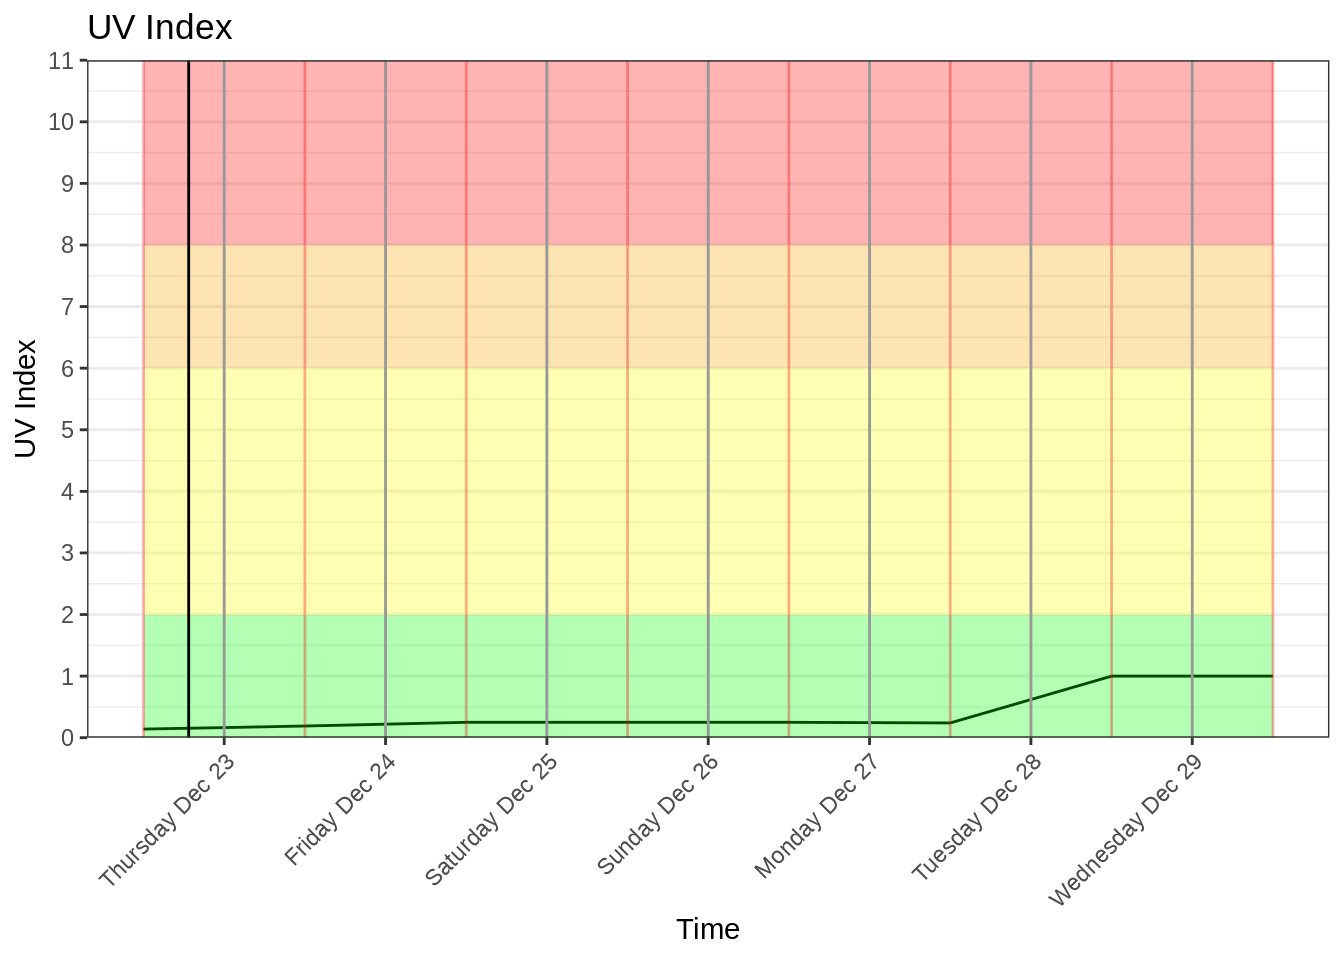 UV Index
11
10
9
8
7
6
5
4
3
2
1
0
UV Index
Thursday Dec 23
Friday Dec 24
Saturday Dec 25
Sunday Dec 26
Monday Dec 27
Tuesday Dec 28
Wednesday Dec 29
Time